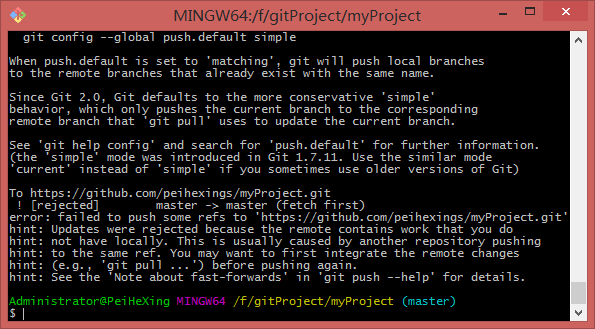 MINGW64:/f/gitProject/myProject
git config --global push.default simple
When push.default is set to 'matching', git will push local branches
to the remote branches that already exist with the same name.
Since Git 2.0, Git defaults to the more conservative 'simple'
behavior, which only pushes the current branch to the corresponding
remote branch that 'git pull' uses to update the current branch.
See 'git help config' and search for 'push.default' for further information.
(the 'simple' mode was introduced in Git 1.7.11. Use the similar mode
'current' instead of 'simple' if you sometimes use older versions of Git)
To https://github.com/peihexings/myProject.git
! [rejected]        master -> master (fetch first)
error: failed to push some refs to 'https://github.com/peihexings/myProject.git'
hint: Updates were rejected because the remote contains work that you do
hint: not have locally. This is usually caused by another repository pushing
hint: to the same ref. You may want to first integrate the remote changes
hint: (e.g., 'git pull ...') before pushing again.
hint: See the 'Note about fast-forwards' in 'git push --help' for details.
Administrator@PeiHeXing MINGW64 /f/gitProject/myProject (master)
$